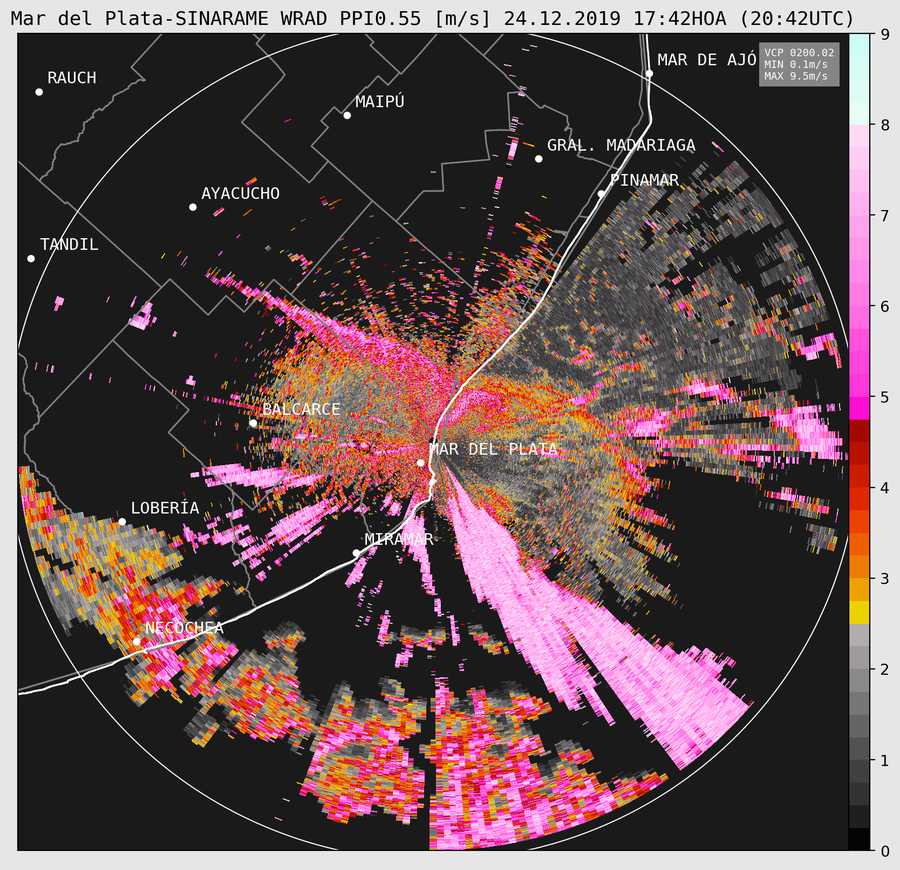 Mar del Plata-SINARAME WRAD PPI0.55 [m/s] 24.12.2019 17:42HOA (20:42UTC)
VCP 0200.02
MIN 0.1m/s
MAX 9.5m/s
MAR DE AJÓ
RAUCH
MAIPÚ
GRAL. MADARIAGA
PINAMAR
AYACUCHO
TANDIL
BALCARCE
MAR DEL PLATA
LOBERÍA
MIRAMAR
NECOCHEA
9
8
7
6
5
4
3
2
1
0